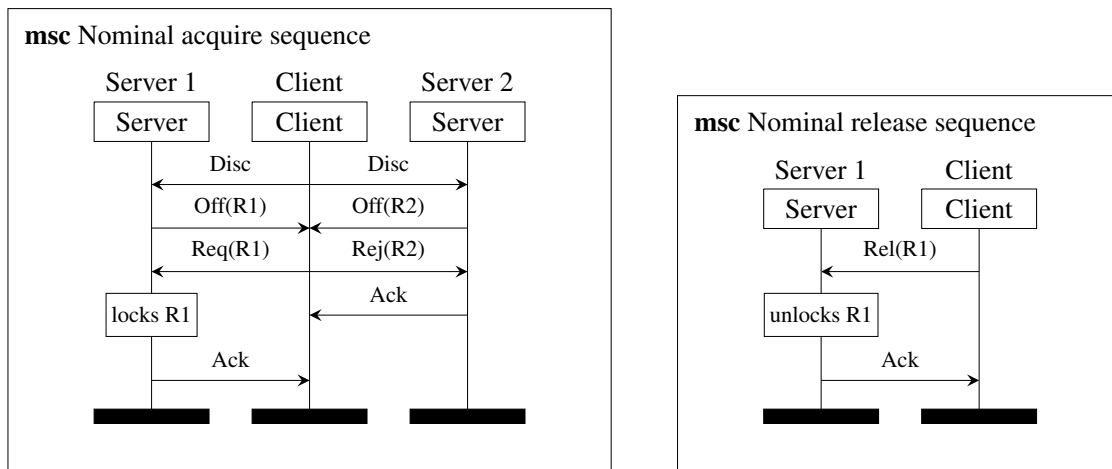 msc Nominal acquire sequence
Server 1 Client Server 2
Server Client Server
Disc Disc
Off(R1) Off(R2)
Req(R1) Rej(R2)
Ack
locks R1
Ack
msc Nominal release sequence
Server 1 Client
Server Client
Rel(R1)
unlocks R1
Ack